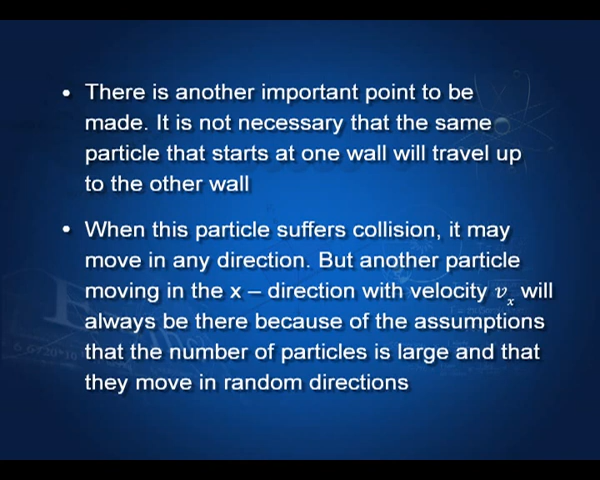 • There is another important point to be
made. It is not necessary that the same
particle that starts at one wall will travel up
to the other wall
• When this particle suffers collision, it may
move in any direction. But another particle
moving in the x – direction with velocity 𝑣ₓ will
always be there because of the assumptions
that the number of particles is large and that
they move in random directions